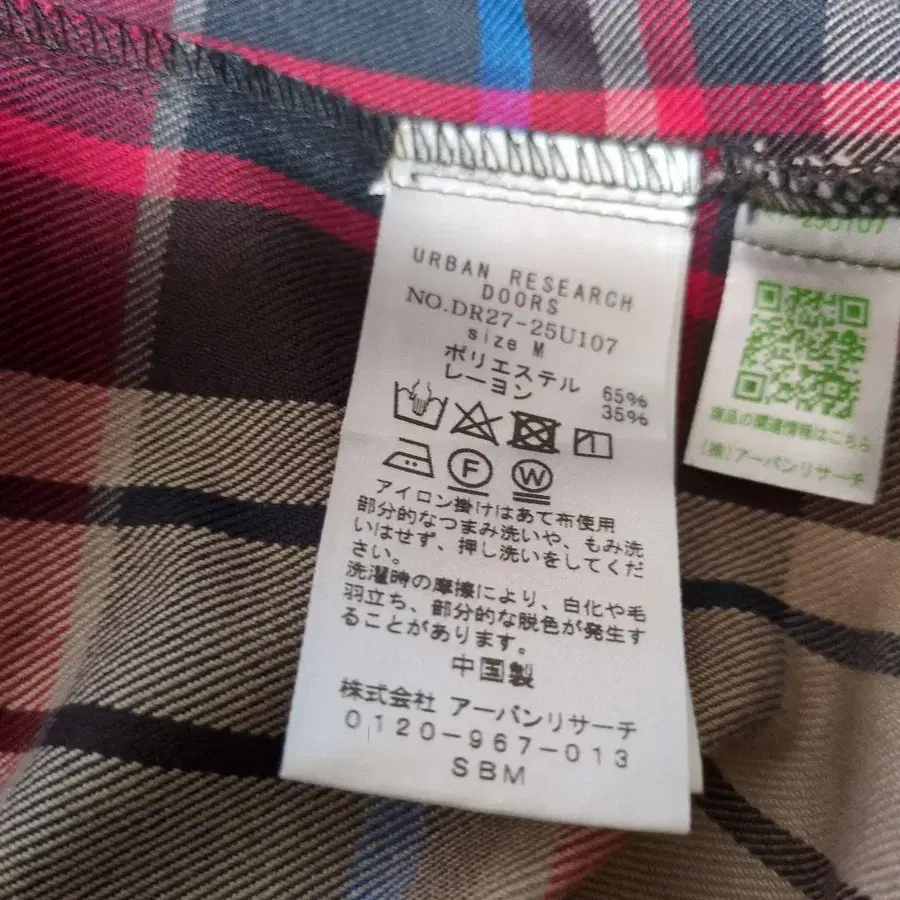 URBAN RESEARCH
DOORS
NO.DR27-25U107
size M
ポリエステル 65%
レーヨン 35%
F
W
アイロン掛けはあて布使用
部分的なつまみ洗いや、もみ洗
いはせず、押し洗いをしてくだ
さい。
洗濯時の摩擦により、白化や毛
羽立ち、部分的な脱色が発生す
ることがあります。
中国製
株式会社 アーバンリサーチ
0120-967-013
SBM
25U107
商品の関連情報はこちら
(株)アーバンリサーチ